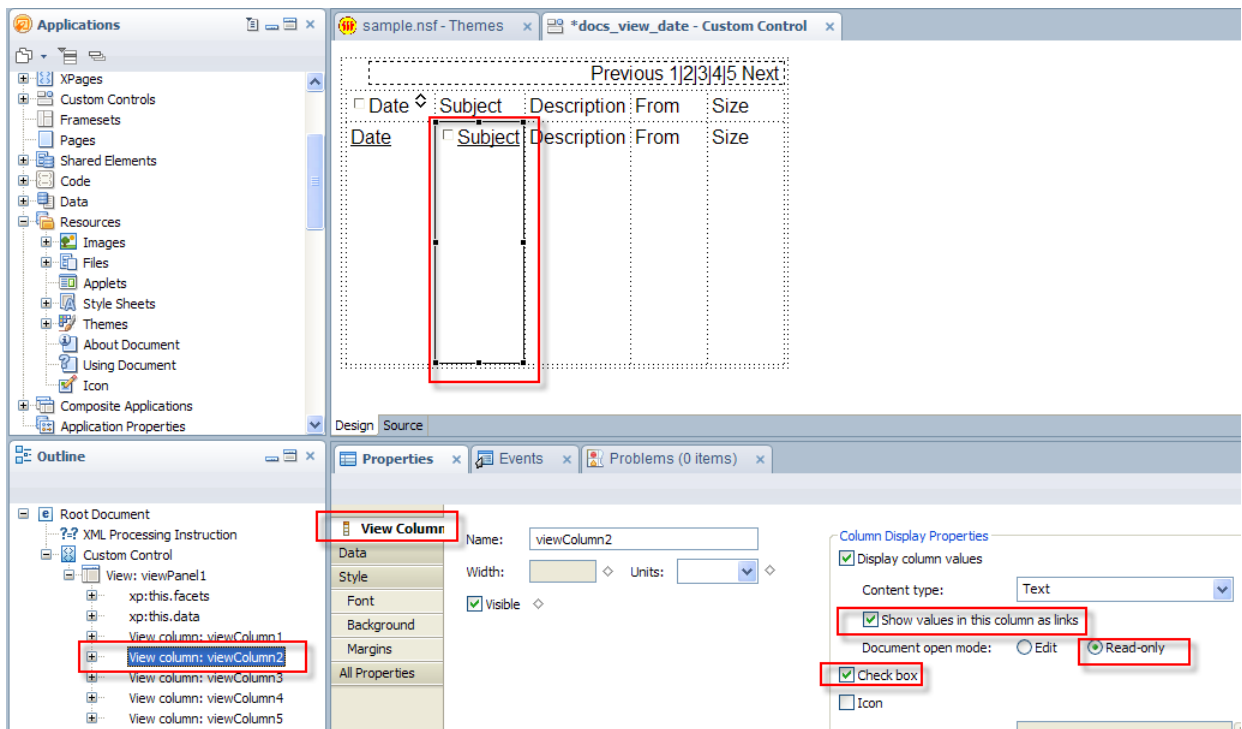 Applications
XPages
Custom Controls
Framesets
Pages
Shared Elements
Code
Data
Resources
Images
Files
Applets
Style Sheets
Themes
About Document
Using Document
Icon
Composite Applications
Application Properties
sample.nsf - Themes
*docs_view_date - Custom Control
Previous 1|2|3|4|5 Next
Date Subject Description From Size
Date Subject Description From Size
Design Source
Outline
Root Document
?-? XML Processing Instruction
Custom Control
View: viewPanel1
xp:this.facets
xp:this.data
View column: viewColumn1
View column: viewColumn2
View column: viewColumn3
View column: viewColumn4
View column: viewColumn5
Properties Events Problems (0 items)
View Column
Data
Style
Font
Background
Margins
All Properties
Name: viewColumn2
Width: Units:
Visible
Column Display Properties
Display column values
Content type: Text
Show values in this column as links
Document open mode: Edit Read-only
Check box
Icon